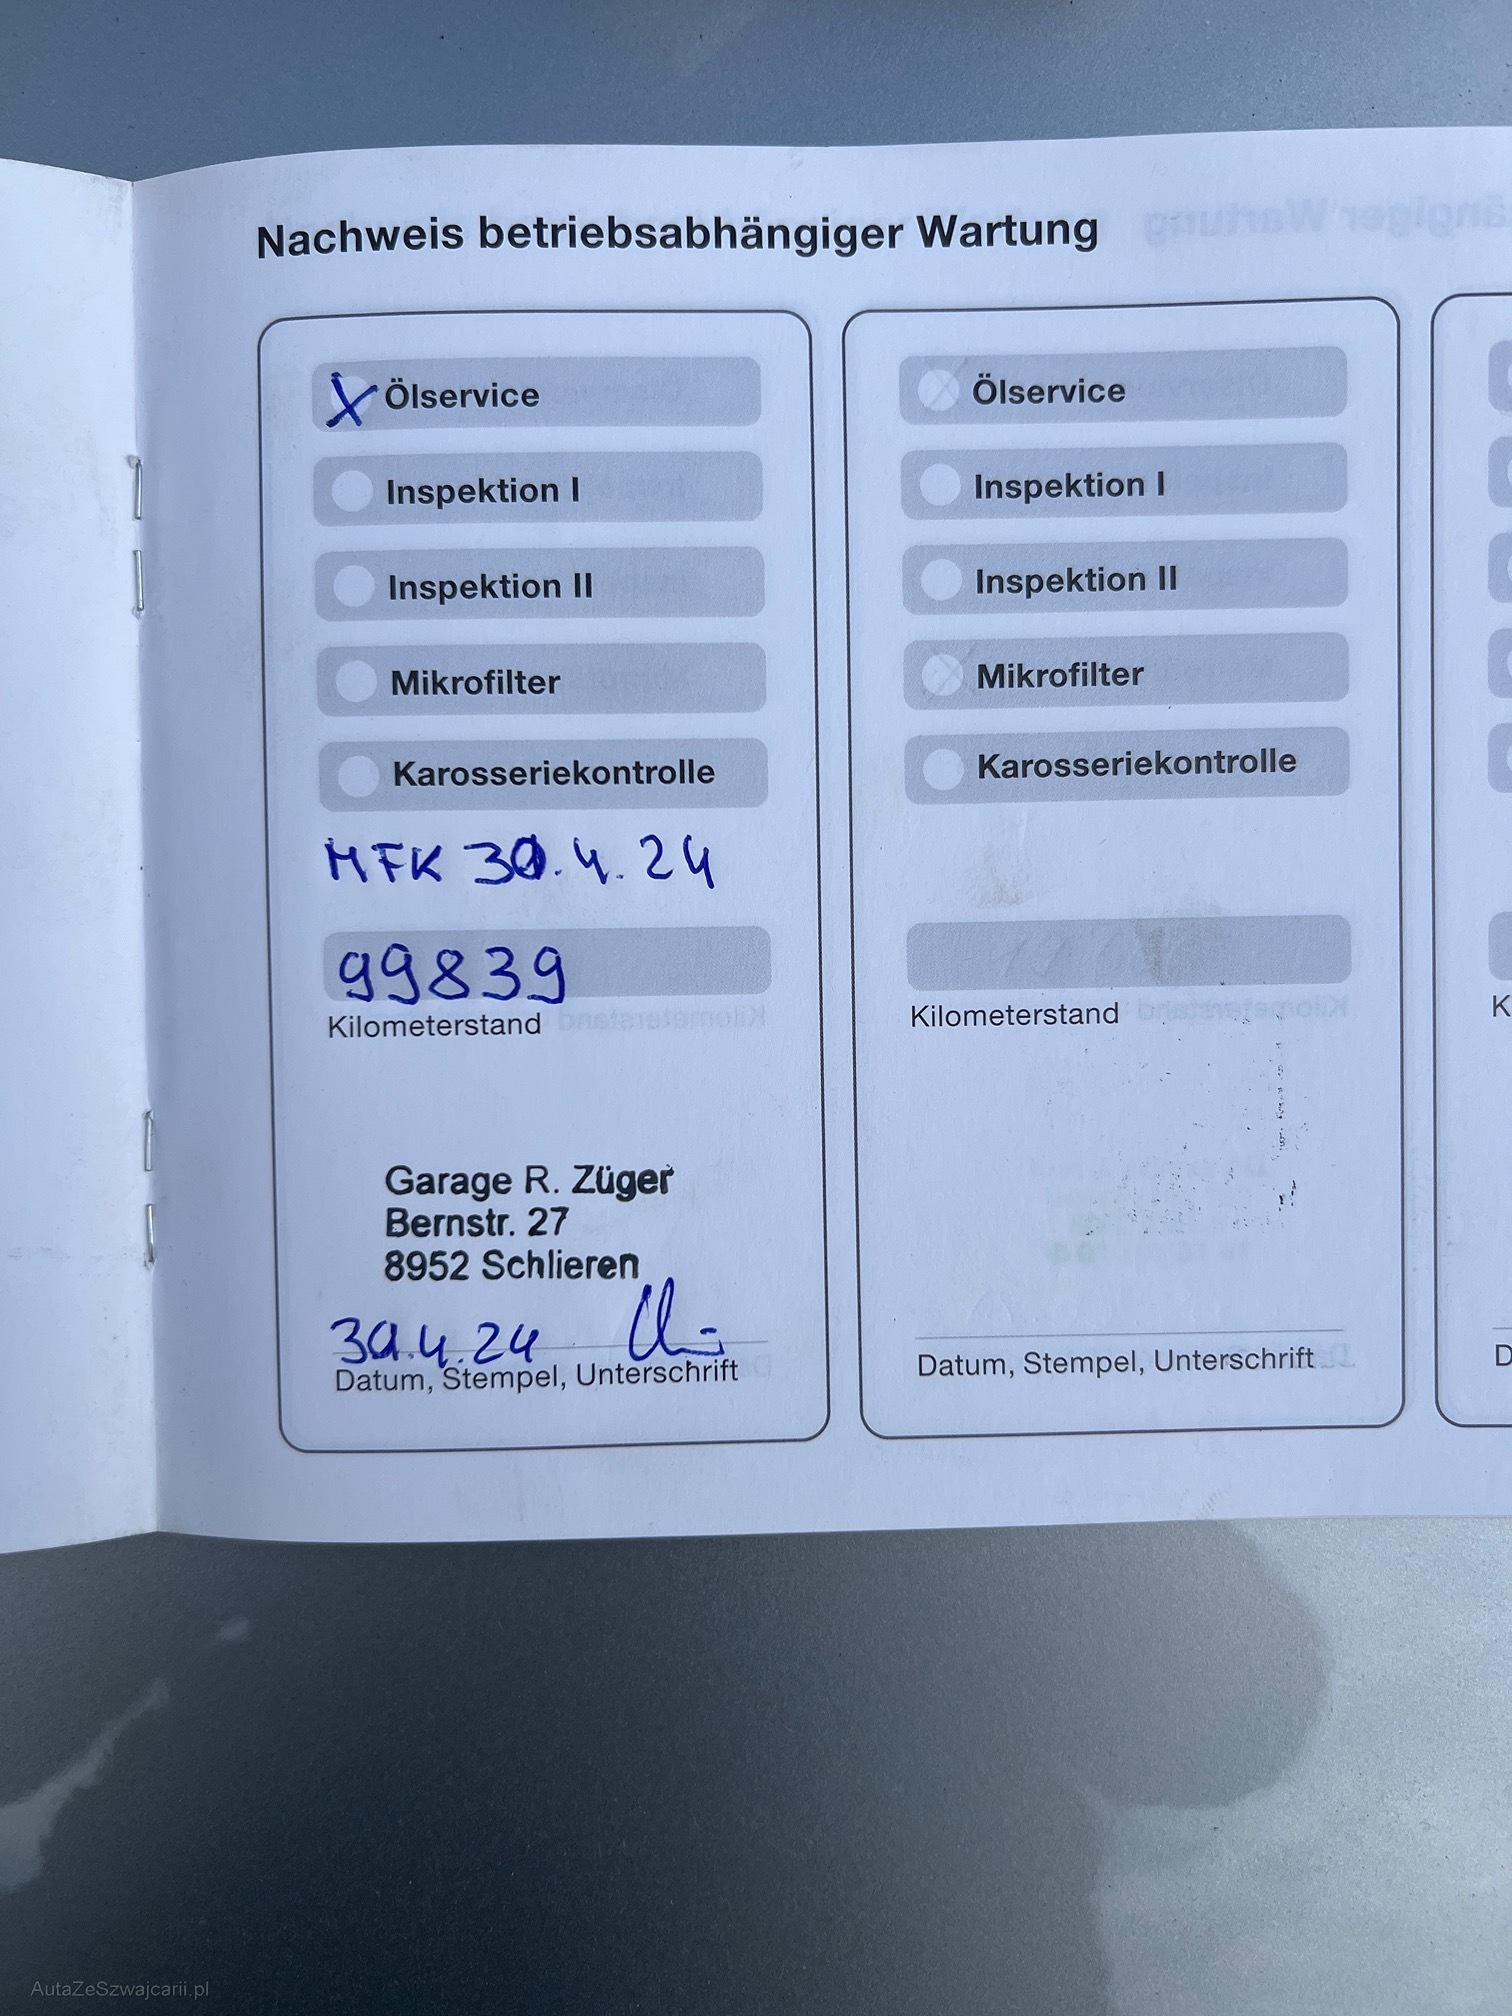 Nachweis betriebsabhängiger Wartung
X Ölservice
Inspektion I
Inspektion II
Mikrofilter
Karosseriekontrolle
MFK 30.4.24
99839
Kilometerstand
Garage R. Züger
Bernstr. 27
8952 Schlieren
30.4.24
Datum, Stempel, Unterschrift
Ölservice
Inspektion I
Inspektion II
Mikrofilter
Karosseriekontrolle
Kilometerstand
Datum, Stempel, Unterschrift
K
D
AutaZeSzwajcarii.pl